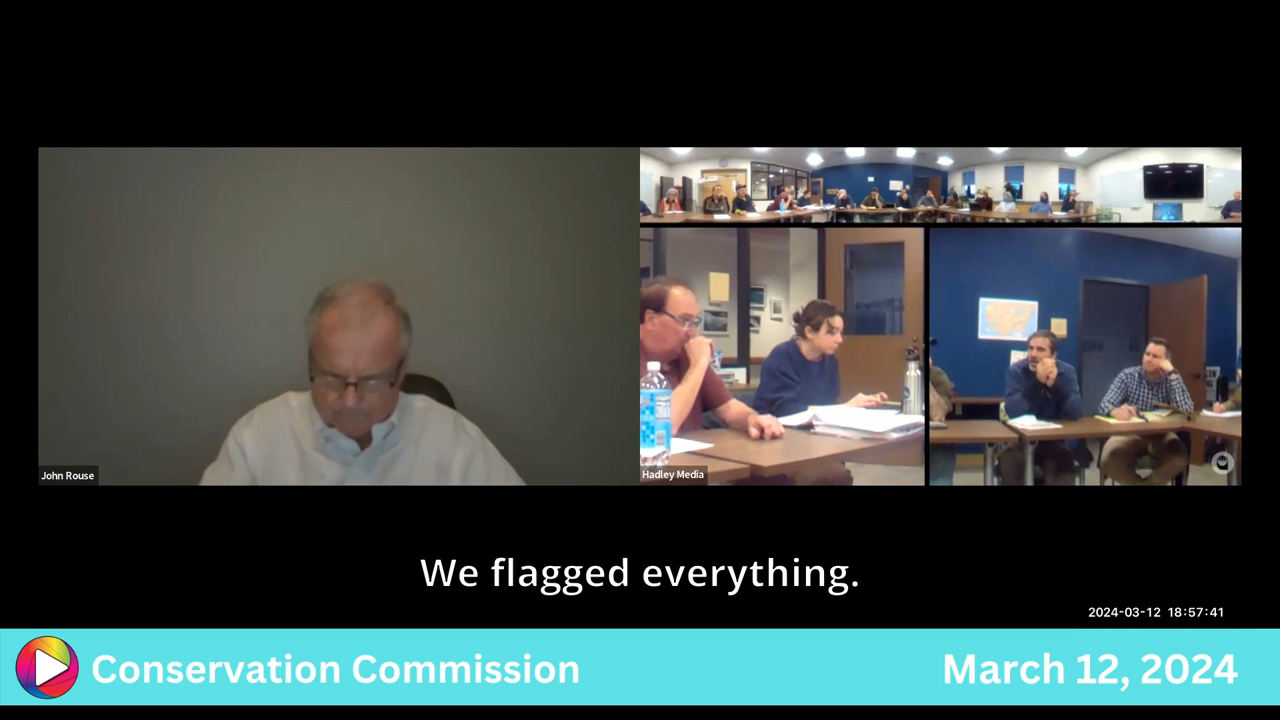 John Rouse
Hadley Media
We flagged everything.
2024-03-12 18:57:41
Conservation Commission
March 12, 2024